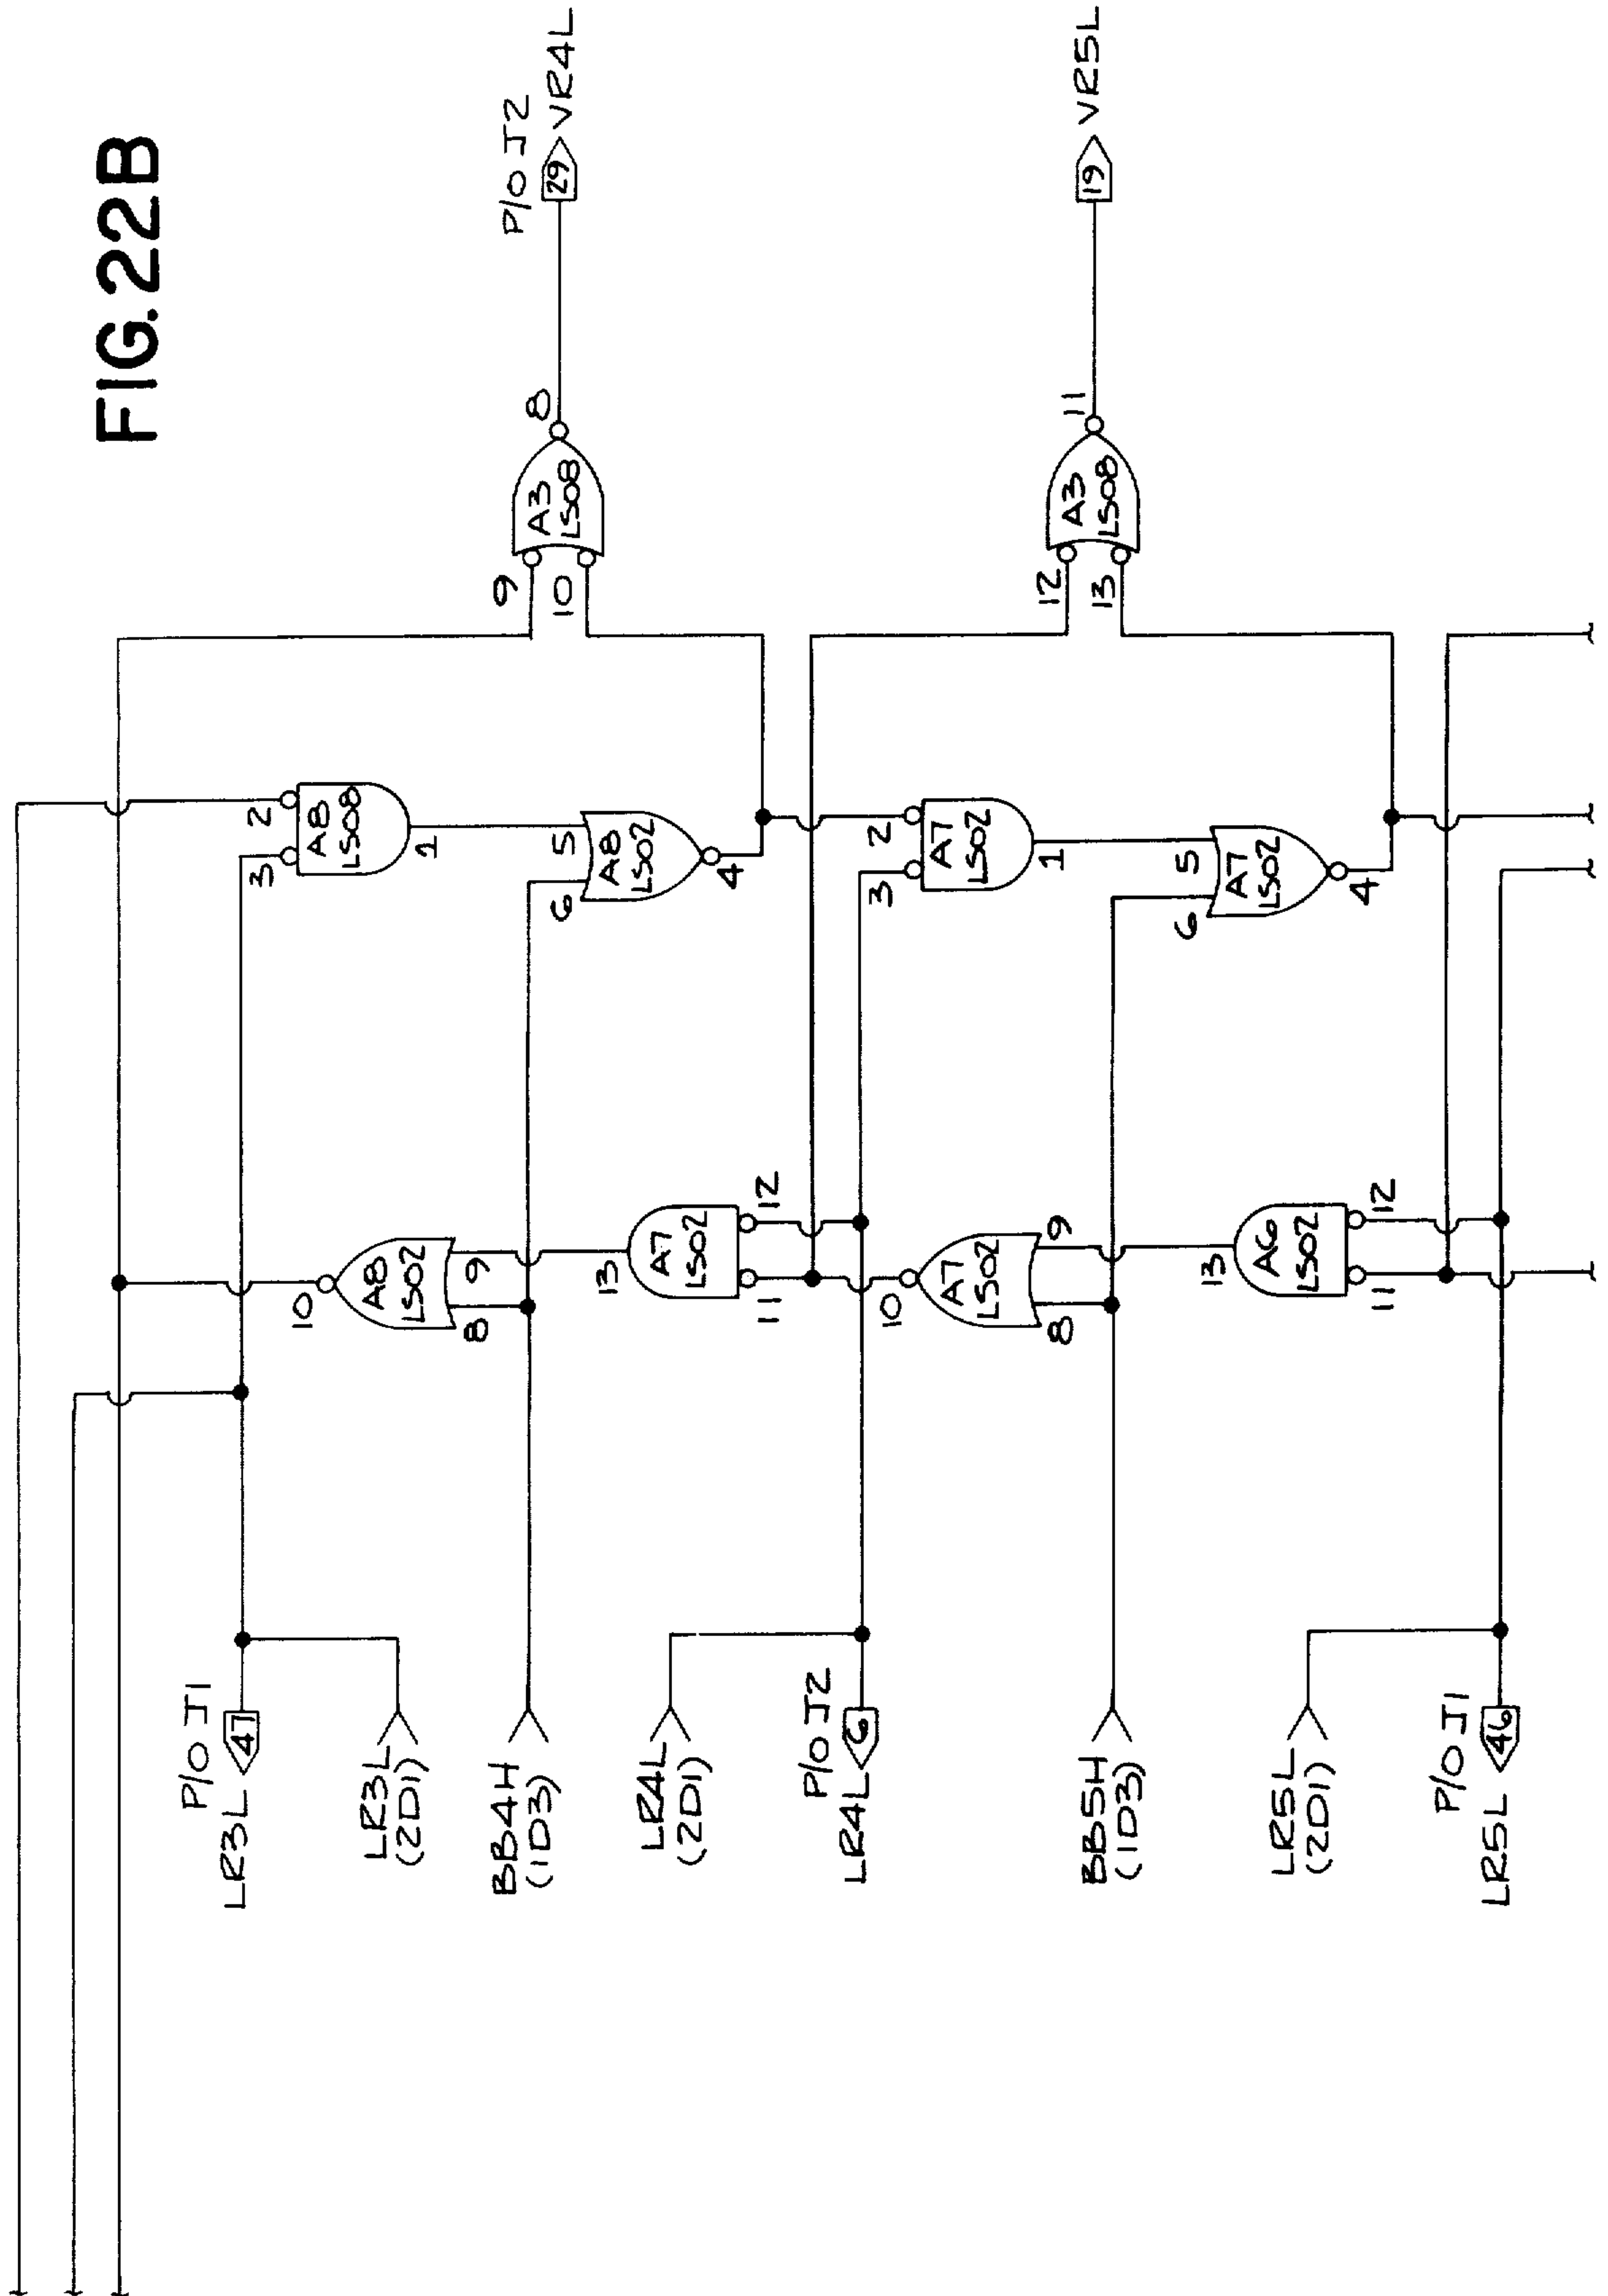 FIG. 22B
P/O J2
29 VR4L
19 VR5L
8
A3
LS08
9
10
11
A3
LS08
12
13
2
3
A8
LS08
1
5
6
A8
LS02
4
2
3
A7
LS02
1
5
6
A7
LS02
4
10
A8
LS02
9
8
13
A7
LS02
12
11
10
A7
LS02
9
8
13
A6
LS02
12
11
P/O J1
LR3L 47
LR3L
(2D1)
BB4H
(1D3)
LR4L
(2D1)
P/O J2
LR4L 6
BB5H
(1D3)
LR5L
(2D1)
P/O J1
LR5L 46